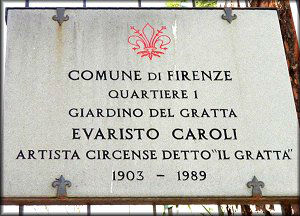 COMUNE DI FIRENZE
QUARTIERE 1
GIARDINO DEL GRATTA
EVARISTO CAROLI
ARTISTA CIRCENSE DETTO "IL GRATTA"
1903 - 1989